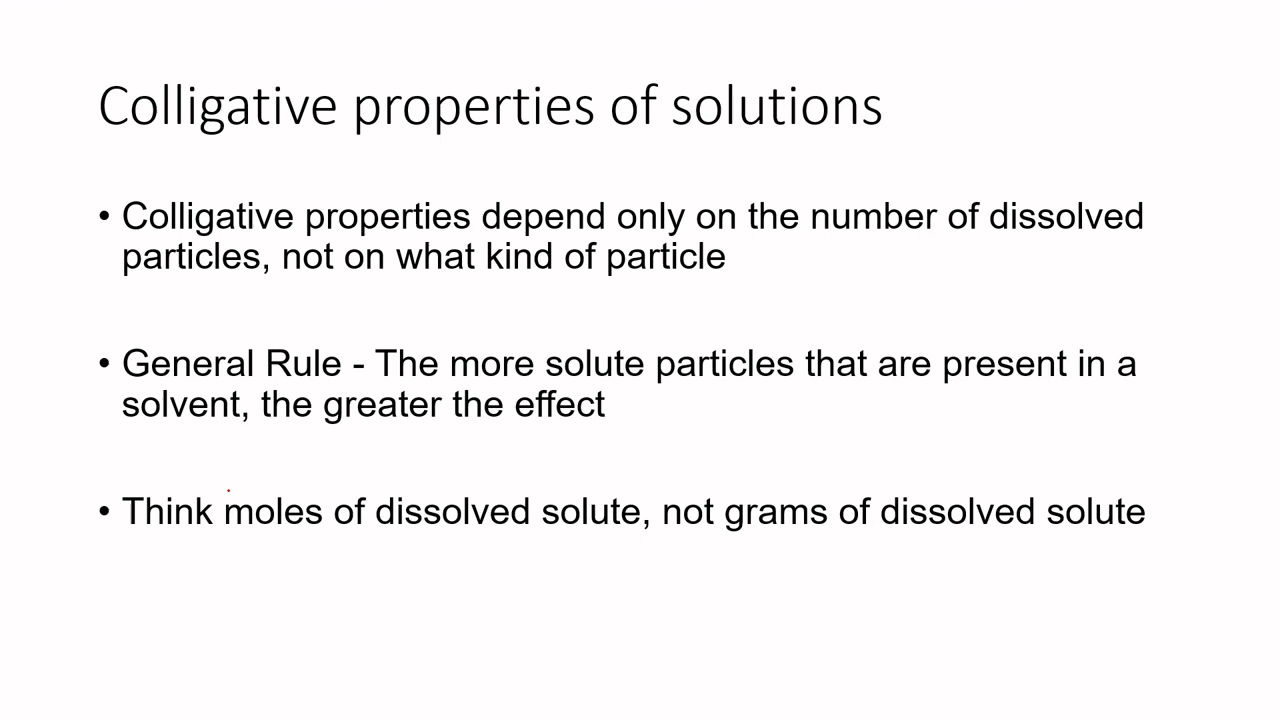 Colligative properties of solutions
• Colligative properties depend only on the number of dissolved
particles, not on what kind of particle
• General Rule - The more solute particles that are present in a
solvent, the greater the effect
• Think moles of dissolved solute, not grams of dissolved solute